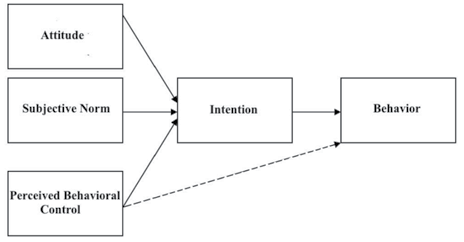 Attitude
Subjective Norm
Intention
Behavior
Perceived Behavioral
Control